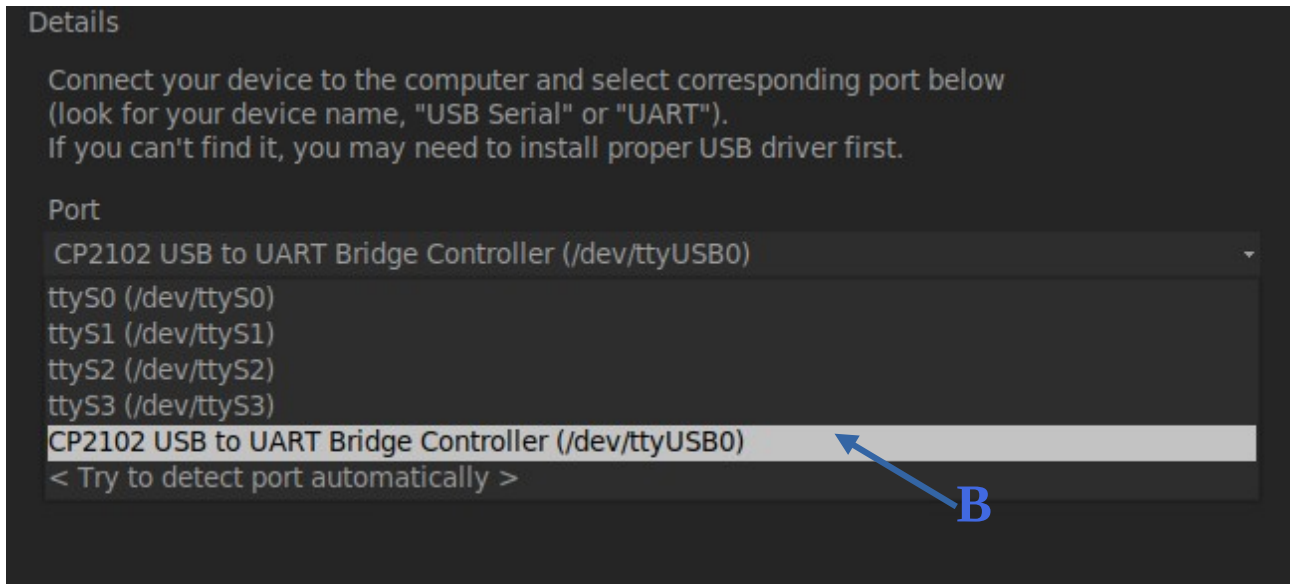 Details
Connect your device to the computer and select corresponding port below
(look for your device name, "USB Serial" or "UART").
If you can't find it, you may need to install proper USB driver first.
Port
CP2102 USB to UART Bridge Controller (/dev/ttyUSB0)
ttyS0 (/dev/ttyS0)
ttyS1 (/dev/ttyS1)
ttyS2 (/dev/ttyS2)
ttyS3 (/dev/ttyS3)
CP2102 USB to UART Bridge Controller (/dev/ttyUSB0)
< Try to detect port automatically >
B